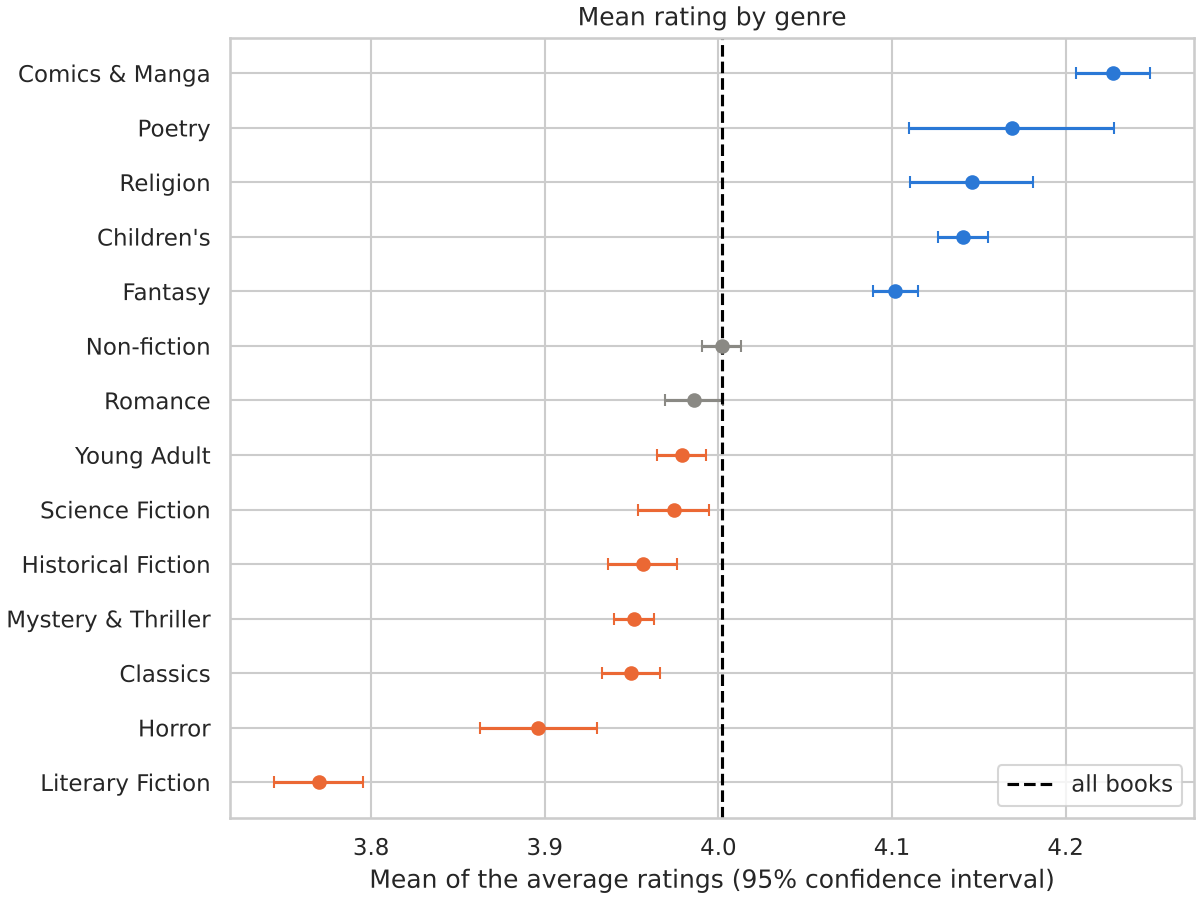 Mean rating by genre
Comics & Manga
Poetry
Religion
Children's
Fantasy
Non-fiction
Romance
Young Adult
Science Fiction
Historical Fiction
Mystery & Thriller
Classics
Horror
Literary Fiction
all books
3.8 3.9 4.0 4.1 4.2
Mean of the average ratings (95% confidence interval)